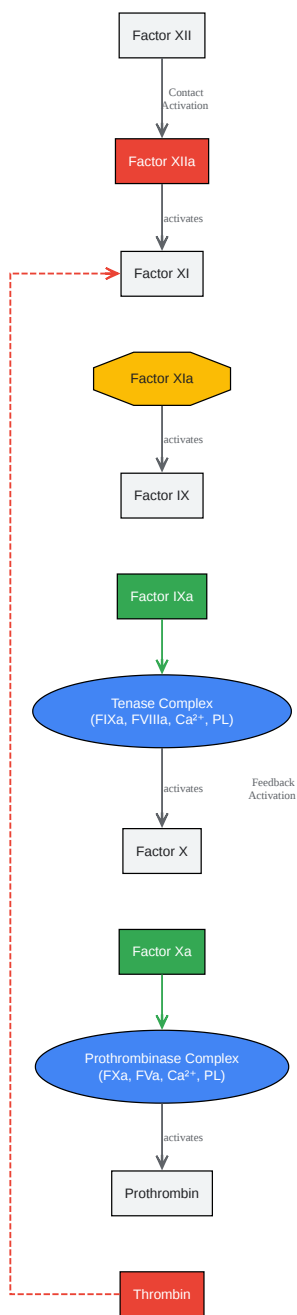 Factor XII
Contact
Activation
Factor XIIa
activates
Factor XI
Factor XIa
activates
Factor IX
Factor IXa
Tenase Complex
(FIXa, FVIIIa, Ca²⁺, PL)
activates
Feedback
Activation
Factor X
Factor Xa
Prothrombinase Complex
(FXa, FVa, Ca²⁺, PL)
activates
Prothrombin
Thrombin